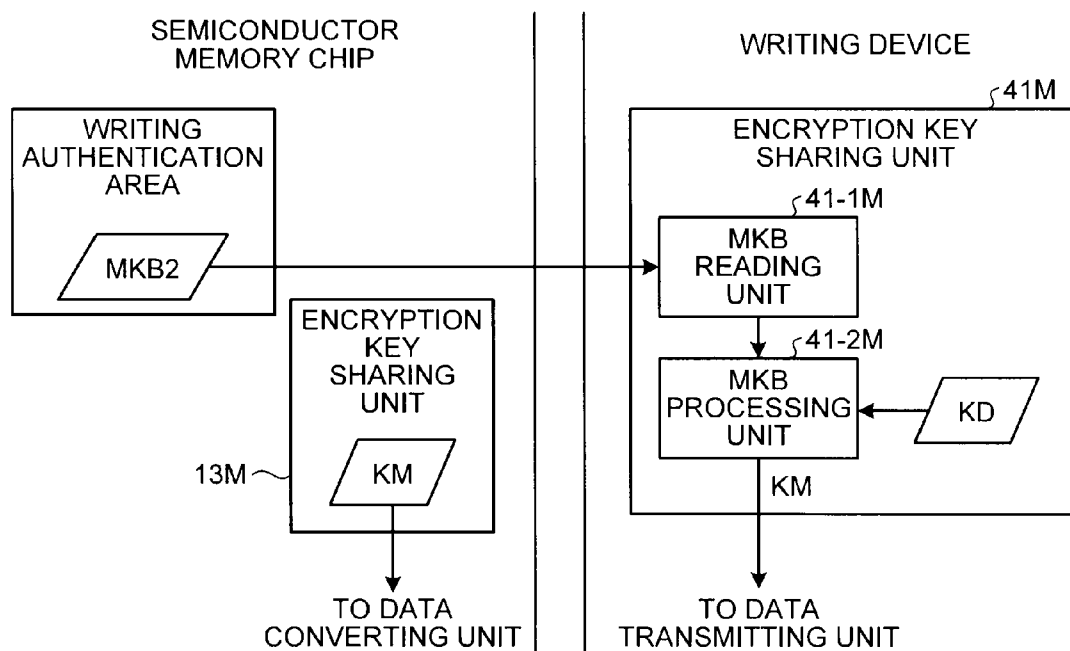 SEMICONDUCTOR
MEMORY CHIP
WRITING
AUTHENTICATION
AREA
MKB2
ENCRYPTION
KEY
SHARING
UNIT
KM
13M
TO DATA
CONVERTING UNIT
WRITING DEVICE
41M
ENCRYPTION KEY
SHARING UNIT
41-1M
MKB
READING
UNIT
41-2M
MKB
PROCESSING
UNIT
KD
KM
TO DATA
TRANSMITTING UNIT